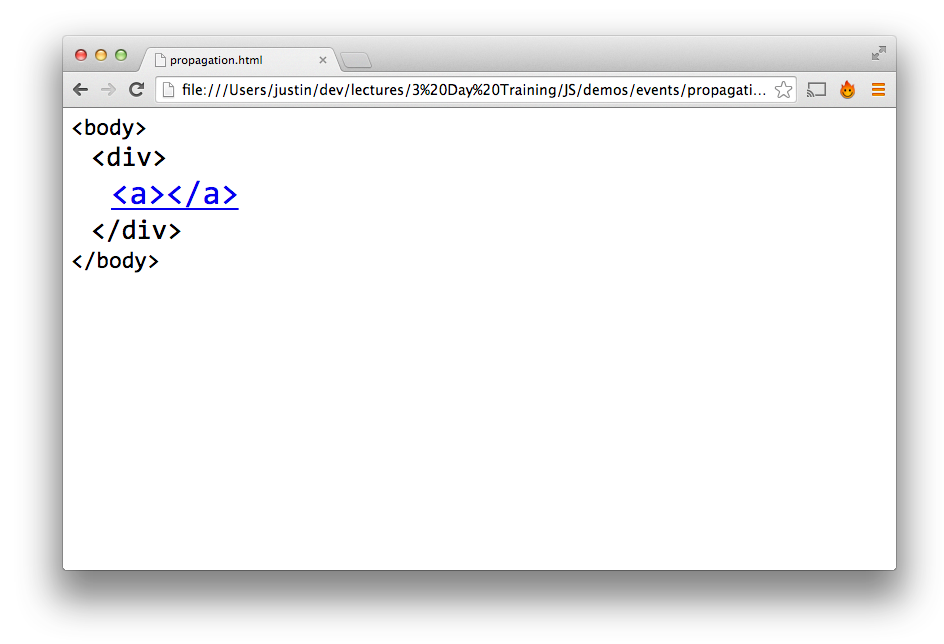 propagation.html
file:///Users/justin/dev/lectures/3%20Day%20Training/JS/demos/events/propagati...
<body>
<div>
<a></a>
</div>
</body>